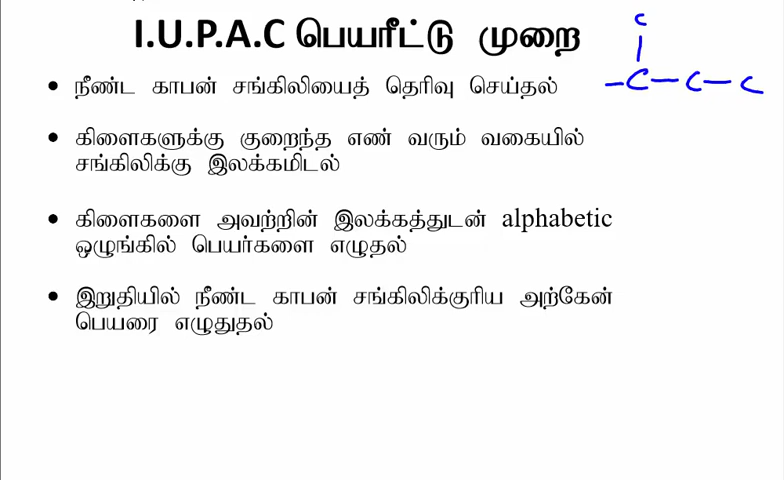 I.U.P.A.C பெயரீட்டு முறை
• நீண்ட காபன் சங்கிலியைத் தெரிவு செய்தல்
• கிளைகளுக்கு குறைந்த எண் வரும் வகையில்
சங்கிலிக்கு இலக்கமிடல்
• கிளைகளை அவற்றின் இலக்கத்துடன் alphabetic
ஒழுங்கில் பெயர்களை எழுதல்
• இறுதியில் நீண்ட காபன் சங்கிலிக்குரிய அற்கேன்
பெயரை எழுதுதல்
C
-C-C-C